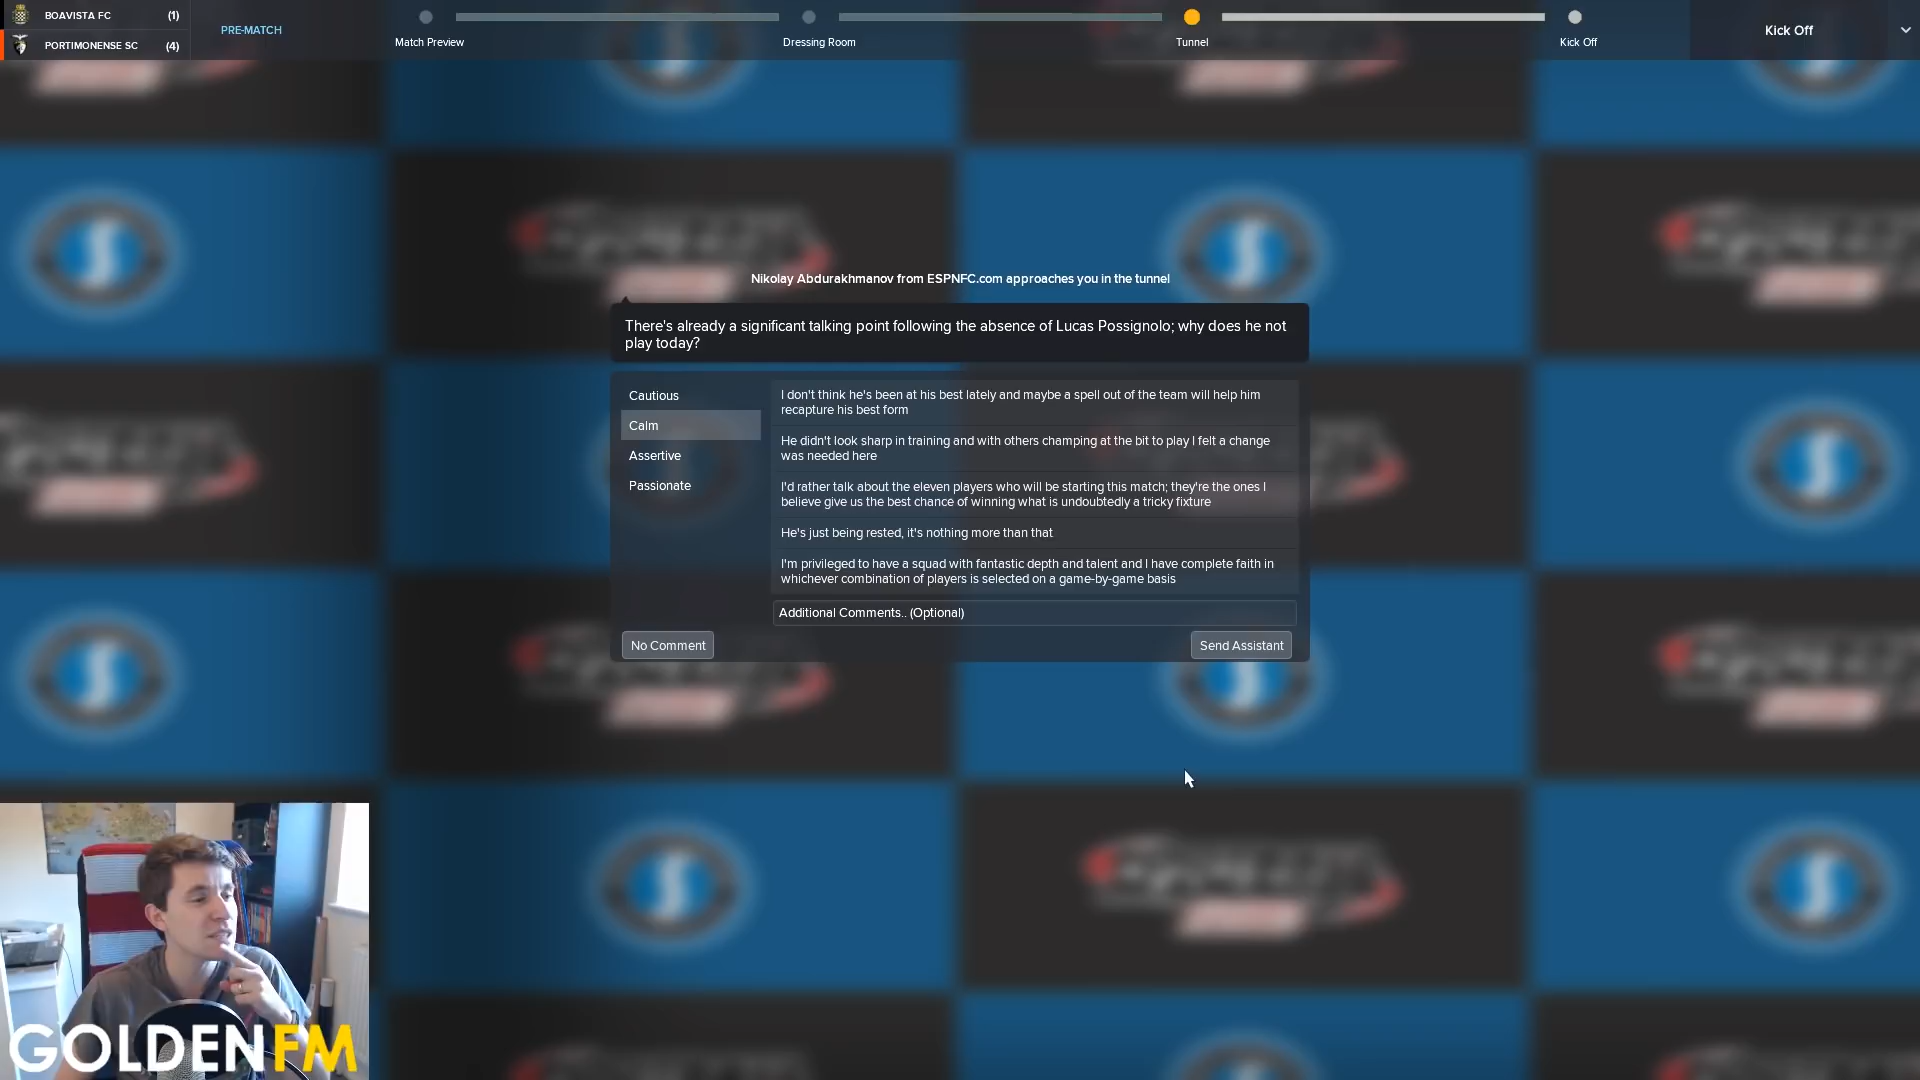 BOAVISTA FC (1)
PORTIMONENSE SC (4)
PRE-MATCH
Match Preview
Dressing Room
Tunnel
Kick Off
Kick Off
Nikolay Abdurakhmanov from ESPNFC.com approaches you in the tunnel
There's already a significant talking point following the absence of Lucas Possignolo; why does he not
play today?
Cautious
Calm
Assertive
Passionate
I don't think he's been at his best lately and maybe a spell out of the team will help him
recapture his best form
He didn't look sharp in training and with others champing at the bit to play I felt a change
was needed here
I'd rather talk about the eleven players who will be starting this match; they're the ones I
believe give us the best chance of winning what is undoubtedly a tricky fixture
He's just being rested, it's nothing more than that
I'm privileged to have a squad with fantastic depth and talent and I have complete faith in
whichever combination of players is selected on a game-by-game basis
Additional Comments.. (Optional)
No Comment
Send Assistant
GOLDENFM